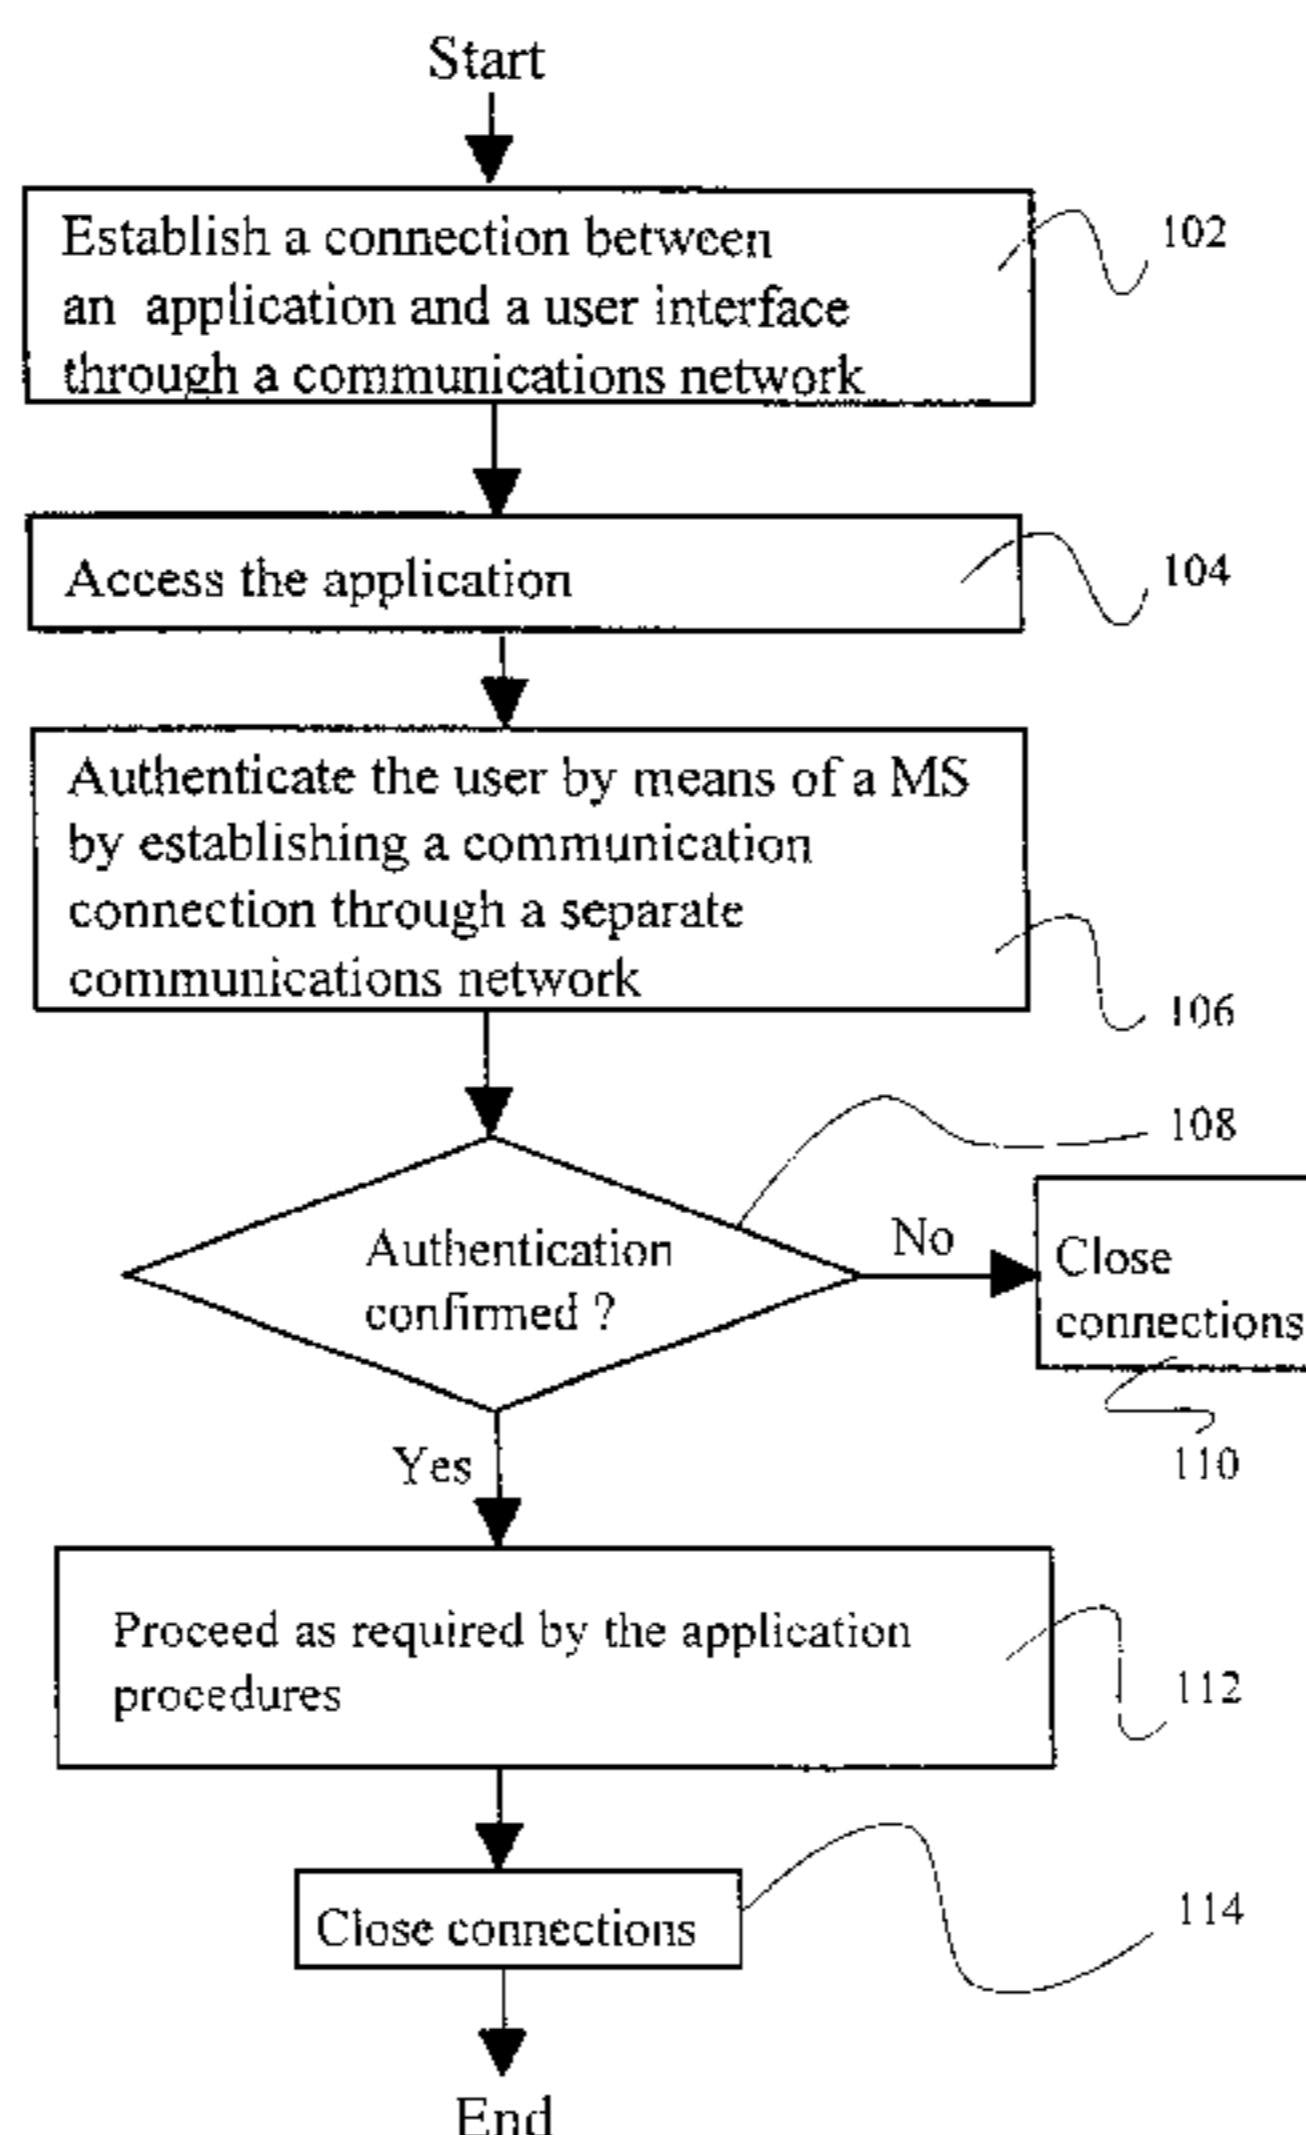 Start
Establish a connection between
an application and a user interface
through a communications network
102
Access the application
104
Authenticate the user by means of a MS
by establishing a communication
connection through a separate
communications network
106
108
Authentication
confirmed ?
No
Close
connections
110
Yes
Proceed as required by the application
procedures
112
Close connections
114
End